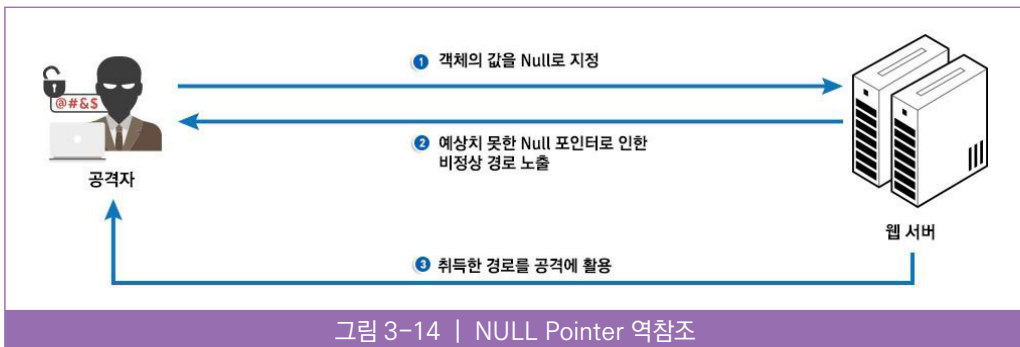 ① 객체의 값을 Null로 지정
@#&$
② 예상치 못한 Null 포인터로 인한
비정상 경로 노출
공격자
웹 서버
③ 취득한 경로를 공격에 활용
그림 3-14 | NULL Pointer 역참조